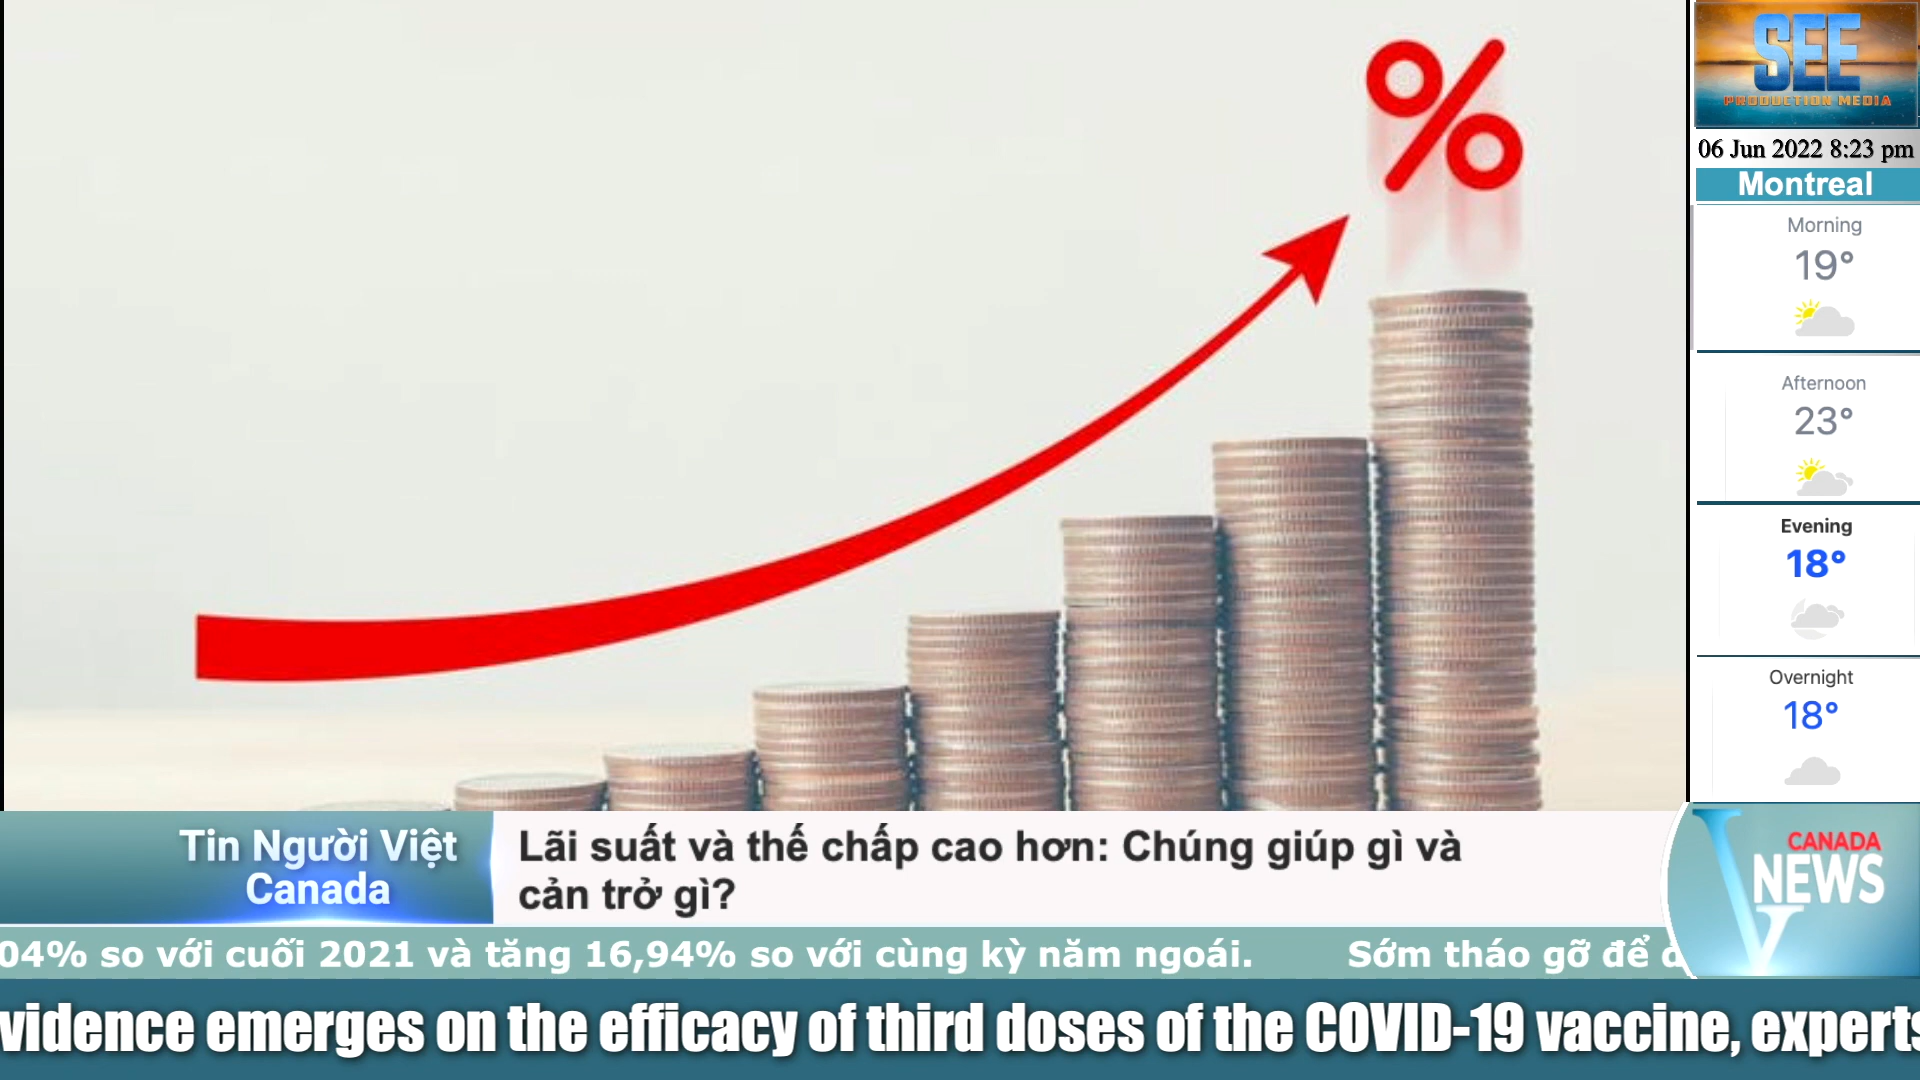 %
SEE
PRODUCTION MEDIA
06 Jun 2022 8:23 pm
Montreal
Morning
19°
Afternoon
23°
Evening
18°
Overnight
18°
Tin Người Việt
Canada
Lãi suất và thế chấp cao hơn: Chúng giúp gì và
cản trở gì?
CANADA
V NEWS
04% so với cuối 2021 và tăng 16,94% so với cùng kỳ năm ngoái. Sớm tháo gỡ để
vidence emerges on the efficacy of third doses of the COVID-19 vaccine, experts